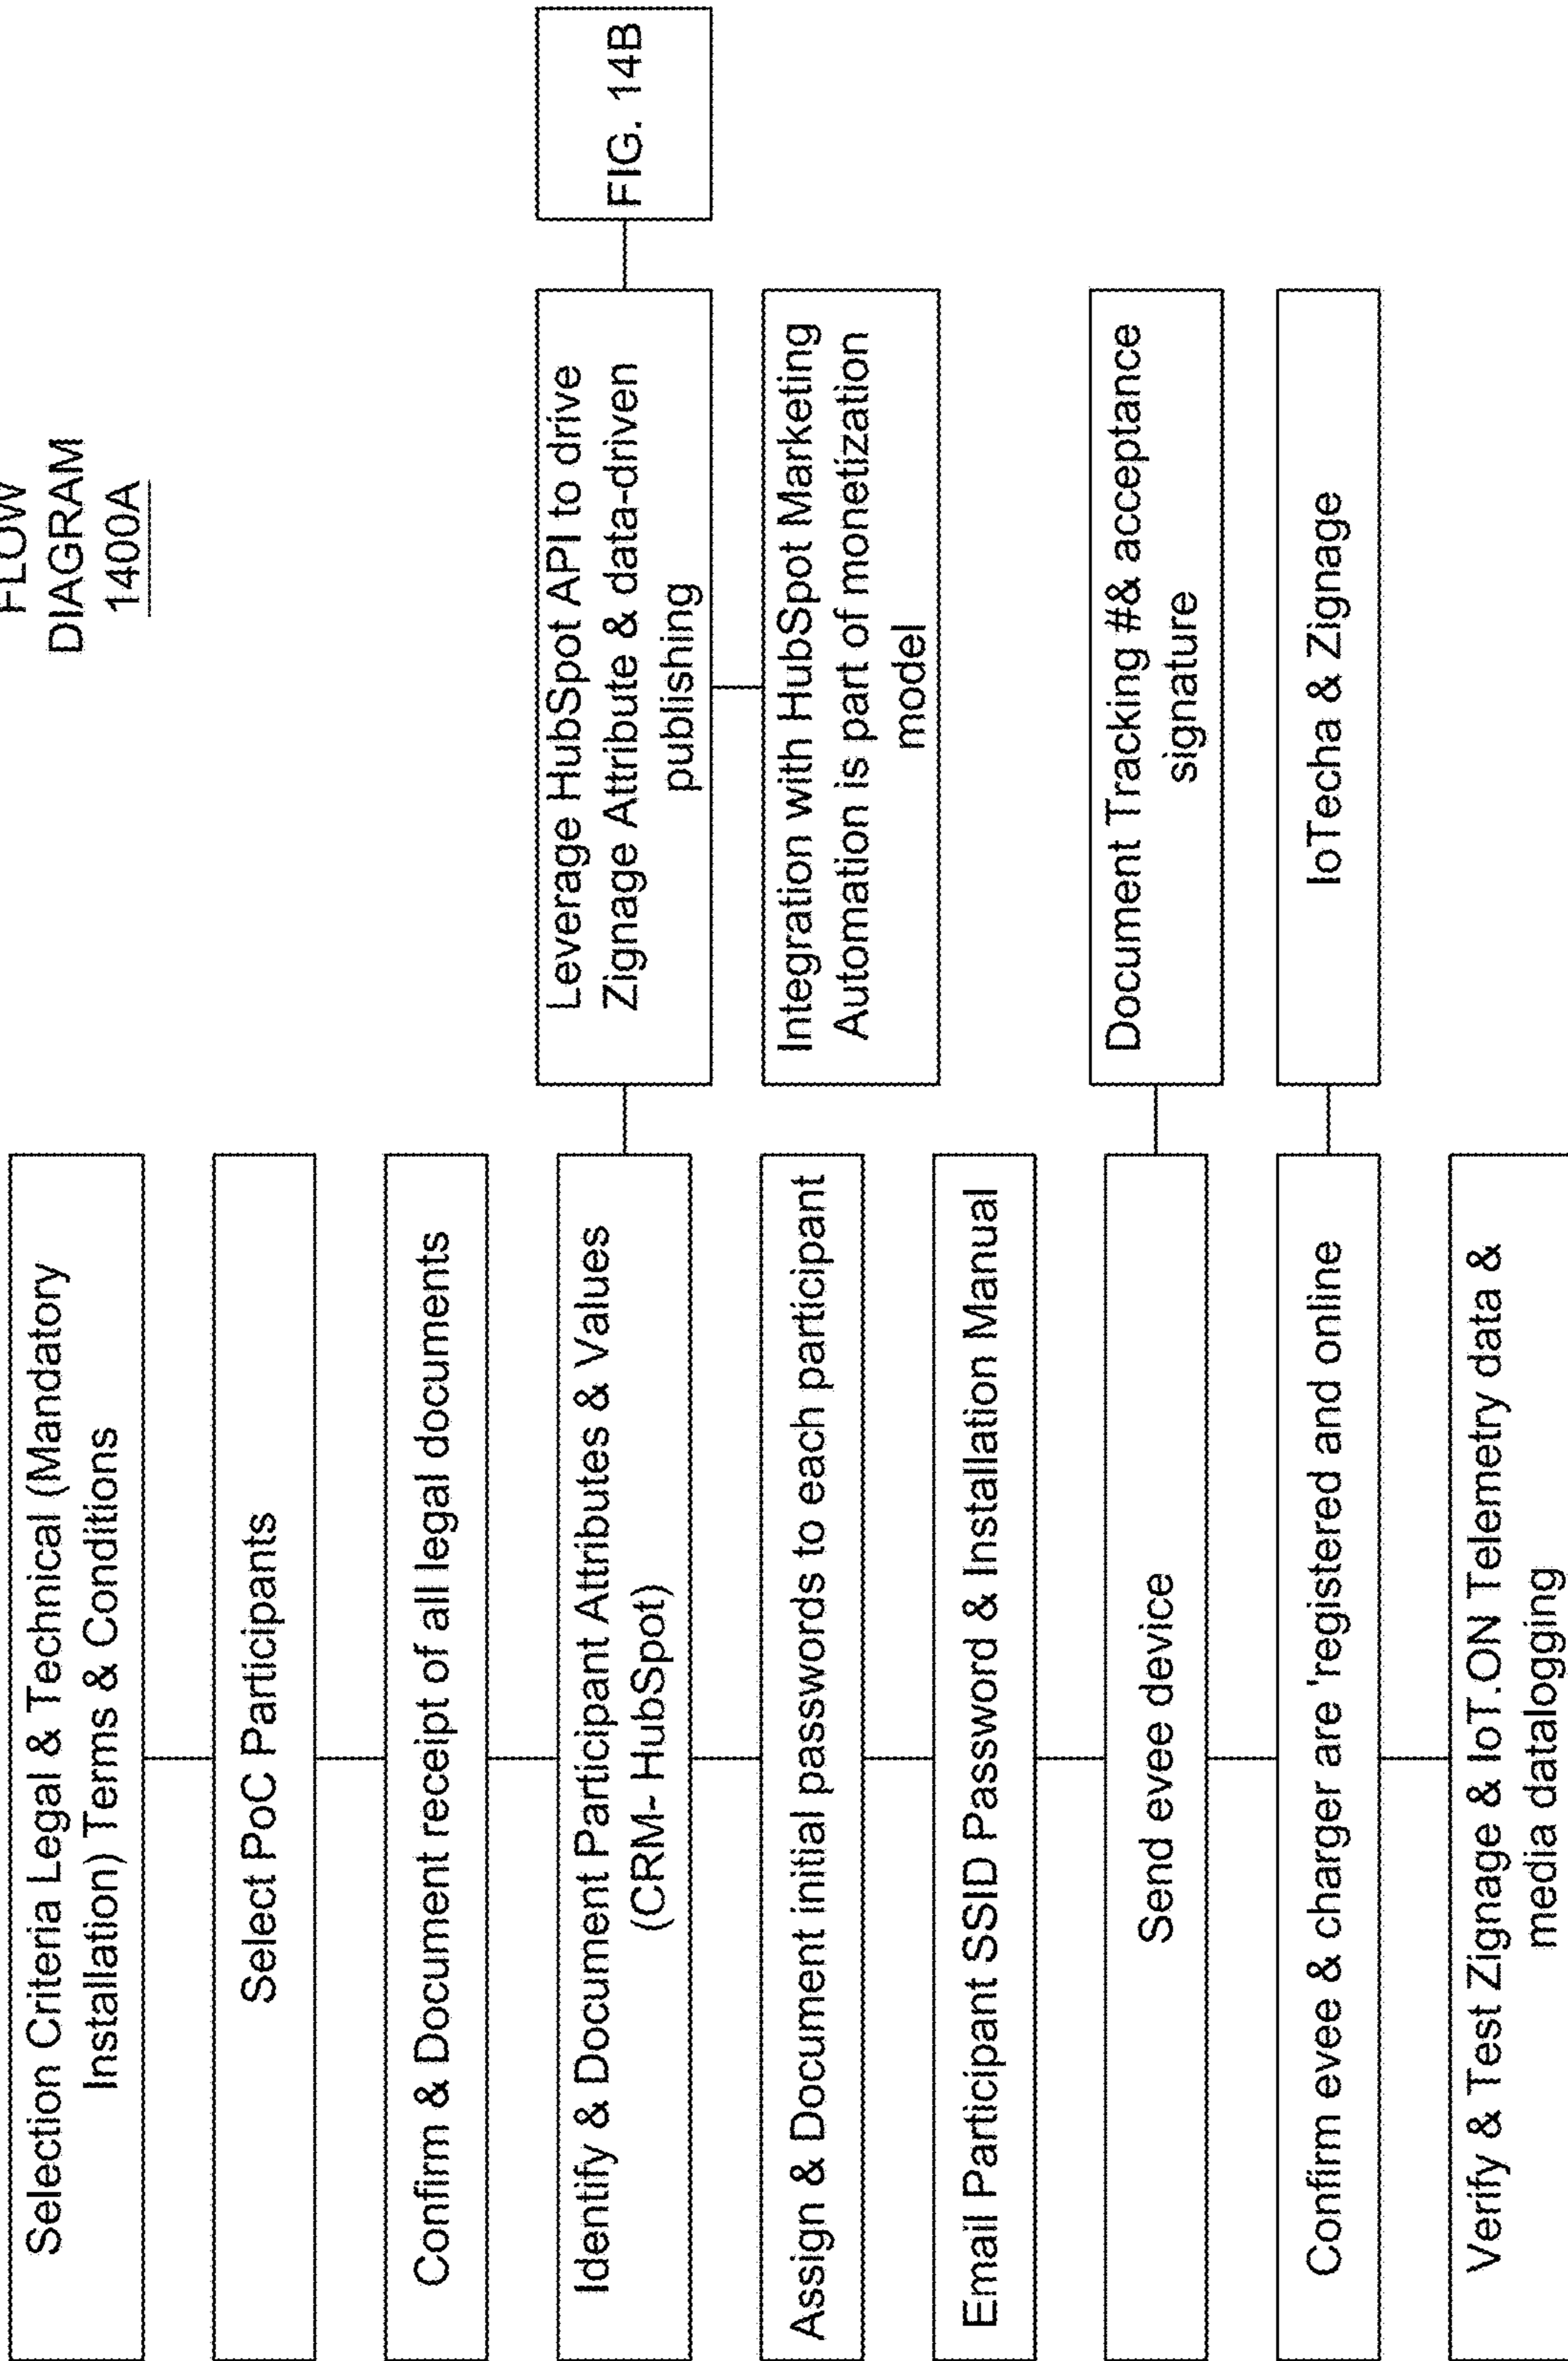 FLOW
DIAGRAM
1400A
Selection Criteria Legal & Technical (Mandatory
Installation) Terms & Conditions
Select PoC Participants
Confirm & Document receipt of all legal documents
Identify & Document Participant Attributes & Values
(CRM- HubSpot)
Leverage HubSpot API to drive
Zignage Attribute & data-driven
publishing
FIG. 14B
Integration with HubSpot Marketing
Automation is part of monetization
model
Assign & Document initial passwords to each participant
Email Participant SSID Password & Installation Manual
Send evee device
Document Tracking #& acceptance
signature
Confirm evee & charger are 'registered and online
IoTecha & Zignage
Verify & Test Zignage & IoT.ON Telemetry data &
media datalogging